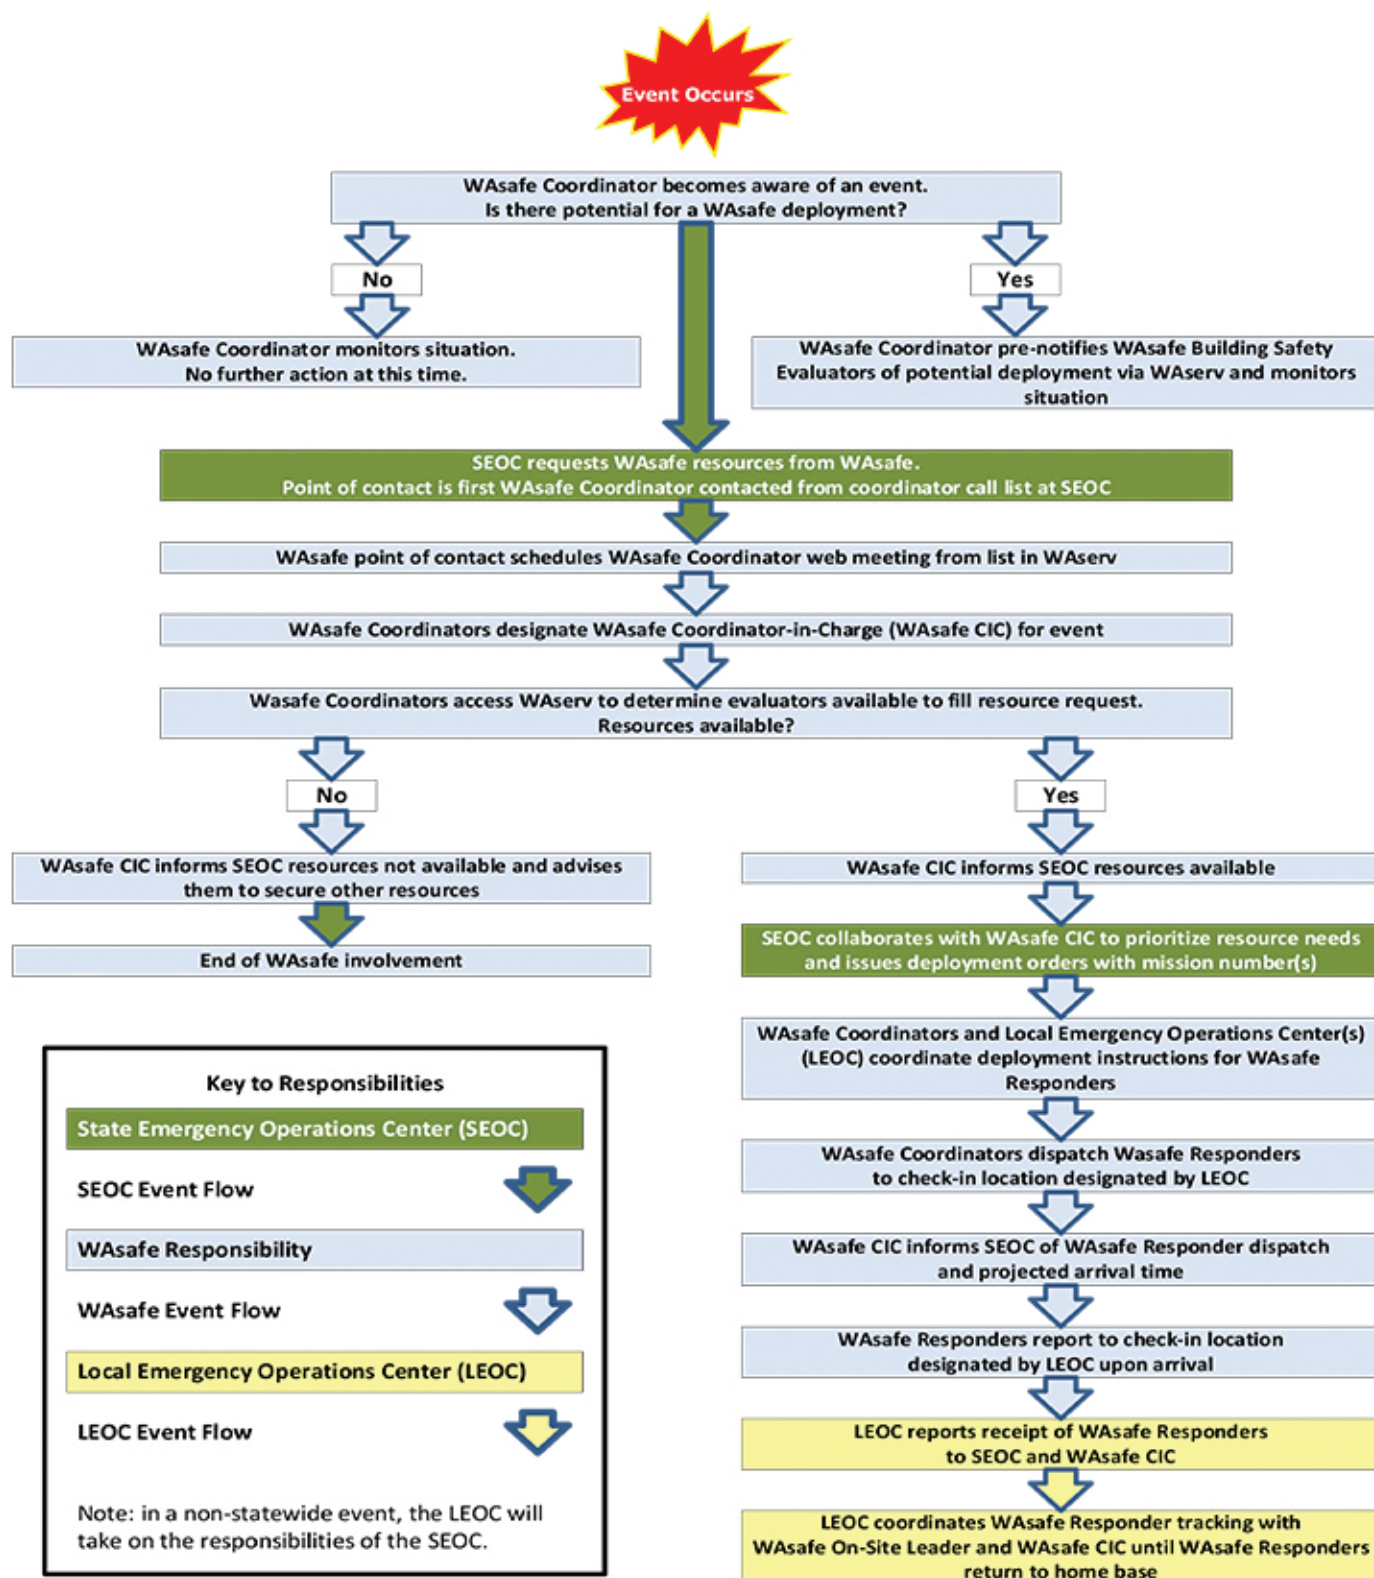 Event Occurs
WAsafe Coordinator becomes aware of an event.
Is there potential for a WAsafe deployment?
No
Yes
WAsafe Coordinator monitors situation.
No further action at this time.
WAsafe Coordinator pre-notifies WAsafe Building Safety
Evaluators of potential deployment via WAserv and monitors
situation
SEOC requests WAsafe resources from WAsafe.
Point of contact is first WAsafe Coordinator contacted from coordinator call list at SEOC
WAsafe point of contact schedules WAsafe Coordinator web meeting from list in WAserv
WAsafe Coordinators designate WAsafe Coordinator-in-Charge (WAsafe CIC) for event
Wasafe Coordinators access WAserv to determine evaluators available to fill resource request.
Resources available?
No
Yes
WAsafe CIC informs SEOC resources not available and advises
them to secure other resources
End of WAsafe involvement
WAsafe CIC informs SEOC resources available
SEOC collaborates with WAsafe CIC to prioritize resource needs
and issues deployment orders with mission number(s)
WAsafe Coordinators and Local Emergency Operations Center(s)
(LEOC) coordinate deployment instructions for WAsafe
Responders
WAsafe Coordinators dispatch Wasafe Responders
to check-in location designated by LEOC
WAsafe CIC informs SEOC of WAsafe Responder dispatch
and projected arrival time
WAsafe Responders report to check-in location
designated by LEOC upon arrival
LEOC reports receipt of WAsafe Responders
to SEOC and WAsafe CIC
LEOC coordinates WAsafe Responder tracking with
WAsafe On-Site Leader and WAsafe CIC until WAsafe Responders
return to home base
Key to Responsibilities
State Emergency Operations Center (SEOC)
SEOC Event Flow
WAsafe Responsibility
WAsafe Event Flow
Local Emergency Operations Center (LEOC)
LEOC Event Flow
Note: in a non-statewide event, the LEOC will
take on the responsibilities of the SEOC.